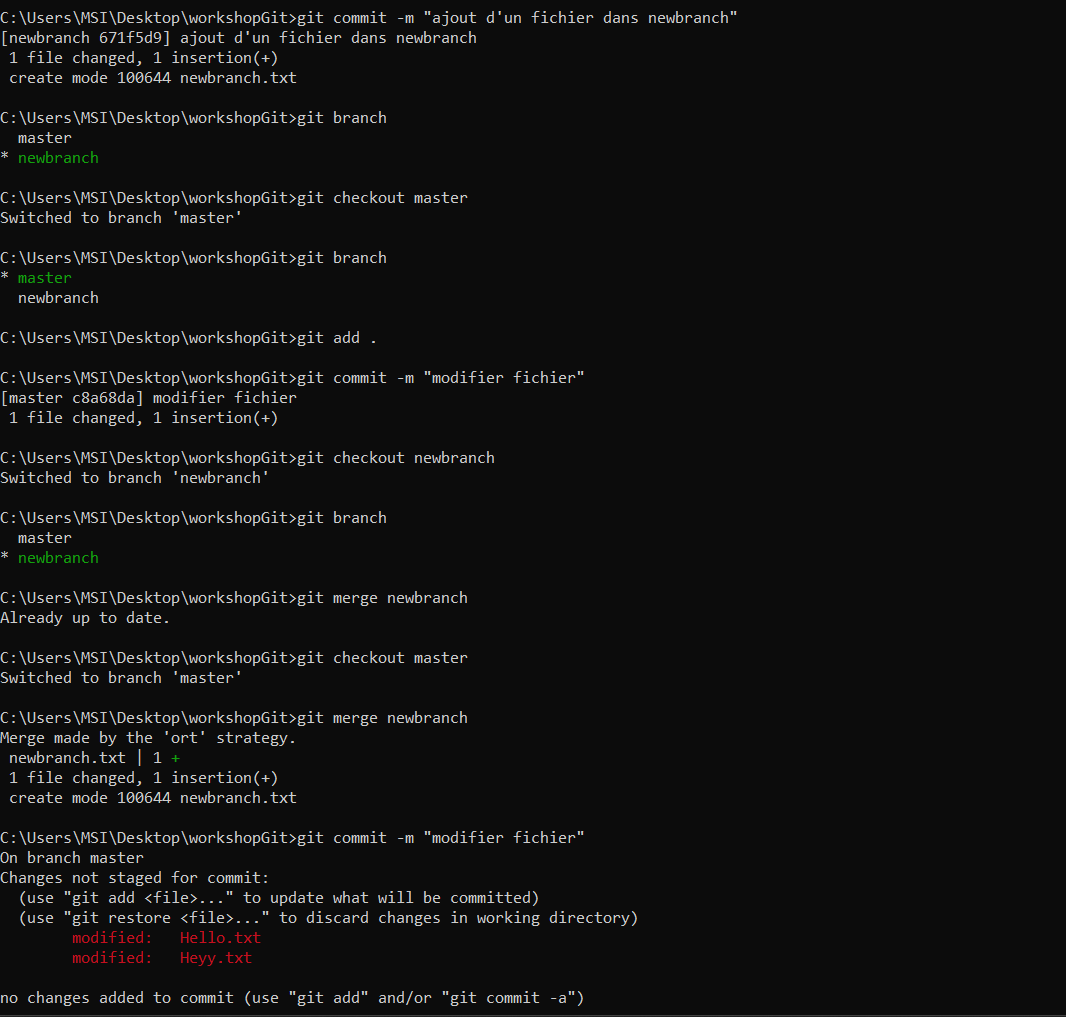 C:\Users\MSI\Desktop\workshopGit>git commit -m "ajout d'un fichier dans newbranch"
[newbranch 671f5d9] ajout d'un fichier dans newbranch
 1 file changed, 1 insertion(+)
 create mode 100644 newbranch.txt

C:\Users\MSI\Desktop\workshopGit>git branch
  master
* newbranch

C:\Users\MSI\Desktop\workshopGit>git checkout master
Switched to branch 'master'

C:\Users\MSI\Desktop\workshopGit>git branch
* master
  newbranch

C:\Users\MSI\Desktop\workshopGit>git add .

C:\Users\MSI\Desktop\workshopGit>git commit -m "modifier fichier"
[master c8a68da] modifier fichier
 1 file changed, 1 insertion(+)

C:\Users\MSI\Desktop\workshopGit>git checkout newbranch
Switched to branch 'newbranch'

C:\Users\MSI\Desktop\workshopGit>git branch
  master
* newbranch

C:\Users\MSI\Desktop\workshopGit>git merge newbranch
Already up to date.

C:\Users\MSI\Desktop\workshopGit>git checkout master
Switched to branch 'master'

C:\Users\MSI\Desktop\workshopGit>git merge newbranch
Merge made by the 'ort' strategy.
 newbranch.txt | 1 +
 1 file changed, 1 insertion(+)
 create mode 100644 newbranch.txt

C:\Users\MSI\Desktop\workshopGit>git commit -m "modifier fichier"
On branch master
Changes not staged for commit:
  (use "git add <file>..." to update what will be committed)
  (use "git restore <file>..." to discard changes in working directory)
        modified:   Hello.txt
        modified:   Heyy.txt

no changes added to commit (use "git add" and/or "git commit -a")